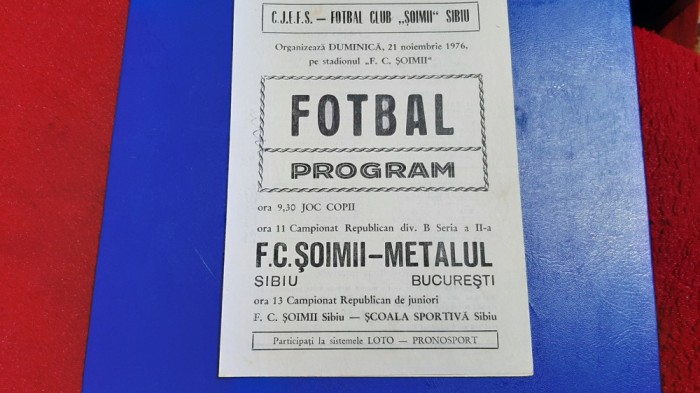 C.J.E.F.S. — FOTBAL CLUB „ŞOIMII" SIBIU
Organizează DUMINICĂ, 21 noiembrie 1976,
pe stadionul „F. C. ŞOIMII"
FOTBAL
PROGRAM
ora 9,30 JOC COPII
ora 11 Campionat Republican div. B Seria a II-a
F.C. ŞOIMII–METALUL
SIBIU BUCUREŞTI
ora 13 Campionat Republican de juniori
F. C. ŞOIMII Sibiu — ŞCOALA SPORTIVĂ Sibiu
Participaţi la sistemele LOTO — PRONOSPORT